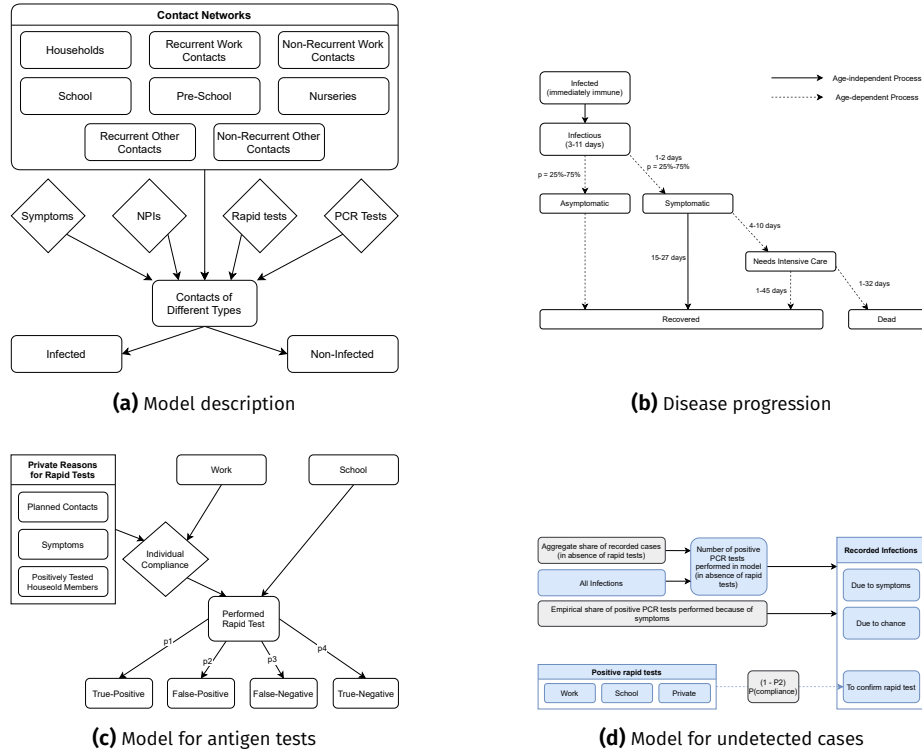 Contact Networks
Households
Recurrent Work
Contacts
Non-Recurrent Work
Contacts
School
Pre-School
Nurseries
Recurrent Other
Contacts
Non-Recurrent Other
Contacts
Symptoms
NPIs
Rapid tests
PCR Tests
Contacts of
Different Types
Infected
Non-Infected
(a) Model description
Infected
(immediately immune)
Age-independent Process
Age-dependent Process
Infectious
(3-11 days)
1-2 days
p = 25%-75%
p = 25%-75%
Asymptomatic
Symptomatic
4-10 days
15-27 days
Needs Intensive Care
1-45 days
1-32 days
Recovered
Dead
(b) Disease progression
Private Reasons
for Rapid Tests
Planned Contacts
Symptoms
Positively Tested
Houseold Members
Work
School
Individual
Compliance
Performed
Rapid Test
p1
p2
p3
p4
True-Positive
False-Positive
False-Negative
True-Negative
(c) Model for antigen tests
Aggregate share of recorded cases
(in absence of rapid tests)
All Infections
Number of positive
PCR tests
performed in model
(in absence of rapid
tests)
Empirical share of positive PCR tests performed because of
symptoms
Recorded Infections
Due to symptoms
Due to chance
To confirm rapid test
Positive rapid tests
Work
School
Private
(1 - P2)
P(compliance)
(d) Model for undetected cases